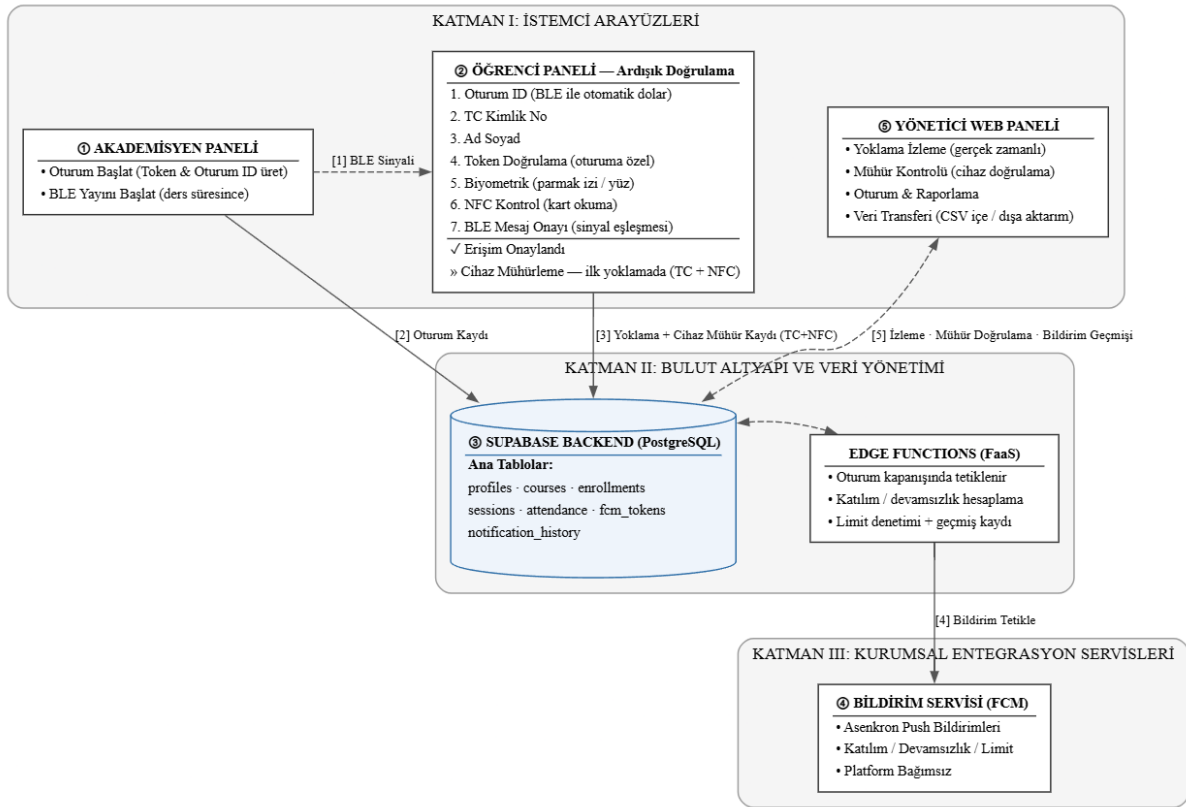 KATMAN I: İSTEMCİ ARAYÜZLERİ
① AKADEMİSYEN PANELİ
• Oturum Başlat (Token & Oturum ID üret)
• BLE Yayını Başlat (ders süresince)
[1] BLE Sinyali
② ÖĞRENCİ PANELİ — Ardışık Doğrulama
1. Oturum ID (BLE ile otomatik dolar)
2. TC Kimlik No
3. Ad Soyad
4. Token Doğrulama (oturuma özel)
5. Biyometrik (parmak izi / yüz)
6. NFC Kontrol (kart okuma)
7. BLE Mesaj Onayı (sinyal eşleşmesi)
✓ Erişim Onaylandı
» Cihaz Mühürleme — ilk yoklamada (TC + NFC)
⑤ YÖNETİCİ WEB PANELİ
• Yoklama İzleme (gerçek zamanlı)
• Mühür Kontrolü (cihaz doğrulama)
• Oturum & Raporlama
• Veri Transferi (CSV içe / dışa aktarım)
[2] Oturum Kaydı
[3] Yoklama + Cihaz Mühür Kaydı (TC+NFC)
[5] İzleme · Mühür Doğrulama · Bildirim Geçmişi
KATMAN II: BULUT ALTYAPI VE VERİ YÖNETİMİ
③ SUPABASE BACKEND (PostgreSQL)
Ana Tablolar:
profiles · courses · enrollments
sessions · attendance · fcm_tokens
notification_history
EDGE FUNCTIONS (FaaS)
• Oturum kapanışında tetiklenir
• Katılım / devamsızlık hesaplama
• Limit denetimi + geçmiş kaydı
[4] Bildirim Tetikle
KATMAN III: KURUMSAL ENTEGRASYON SERVİSLERİ
④ BİLDİRİM SERVİSİ (FCM)
• Asenkron Push Bildirimleri
• Katılım / Devamsızlık / Limit
• Platform Bağımsız